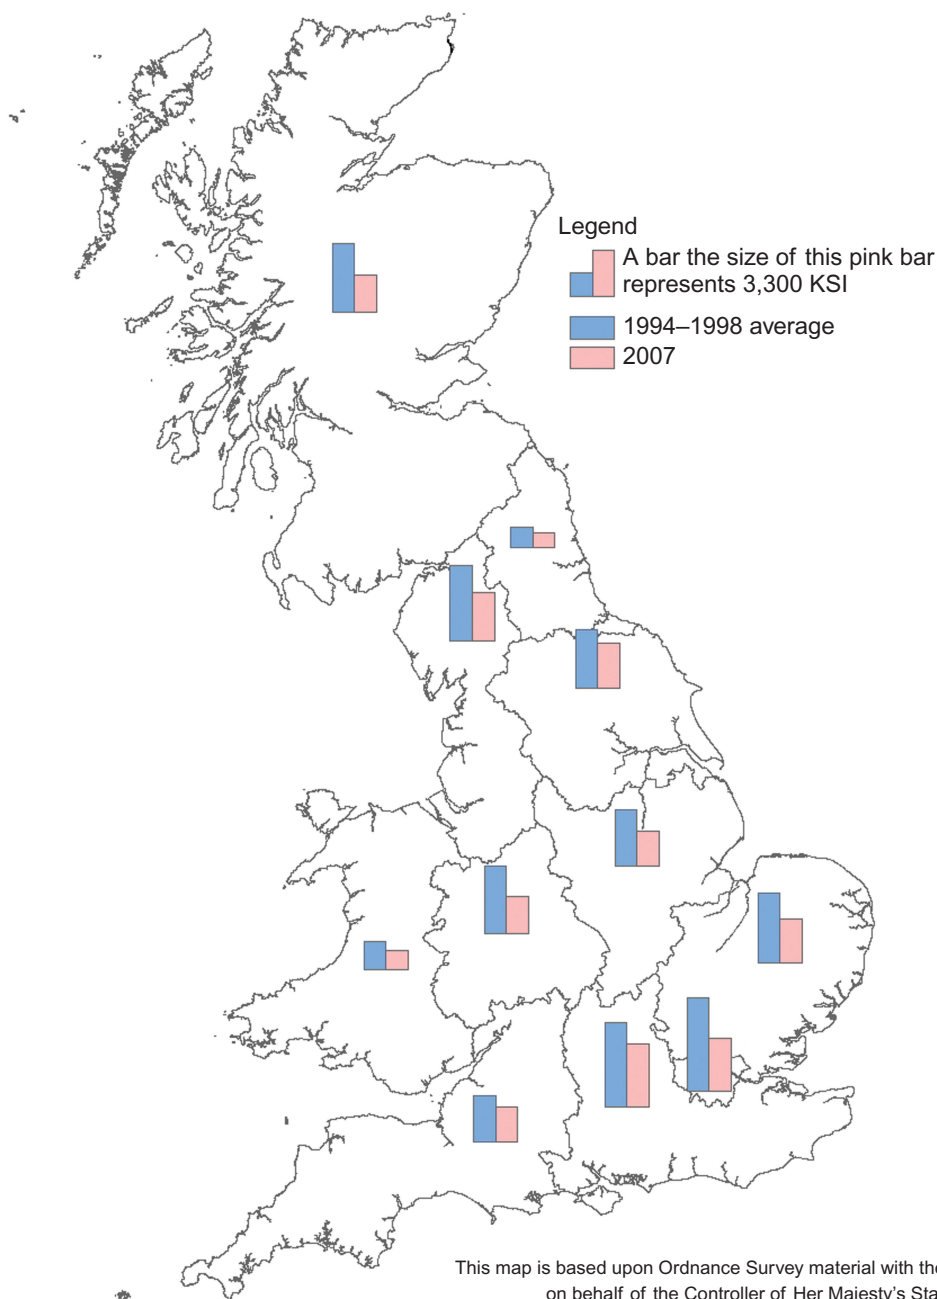 Legend
A bar the size of this pink bar
represents 3,300 KSI
1994–1998 average
2007
This map is based upon Ordnance Survey material with the
on behalf of the Controller of Her Majesty's